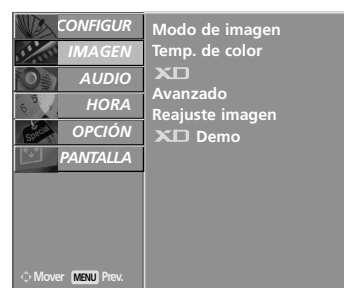 CONFIGUR
IMAGEN
AUDIO
HORA
OPCIÓN
PANTALLA
Modo de imagen
Temp. de color
XD
Avanzado
Reajuste imagen
XD Demo
Mover MENU Prev.